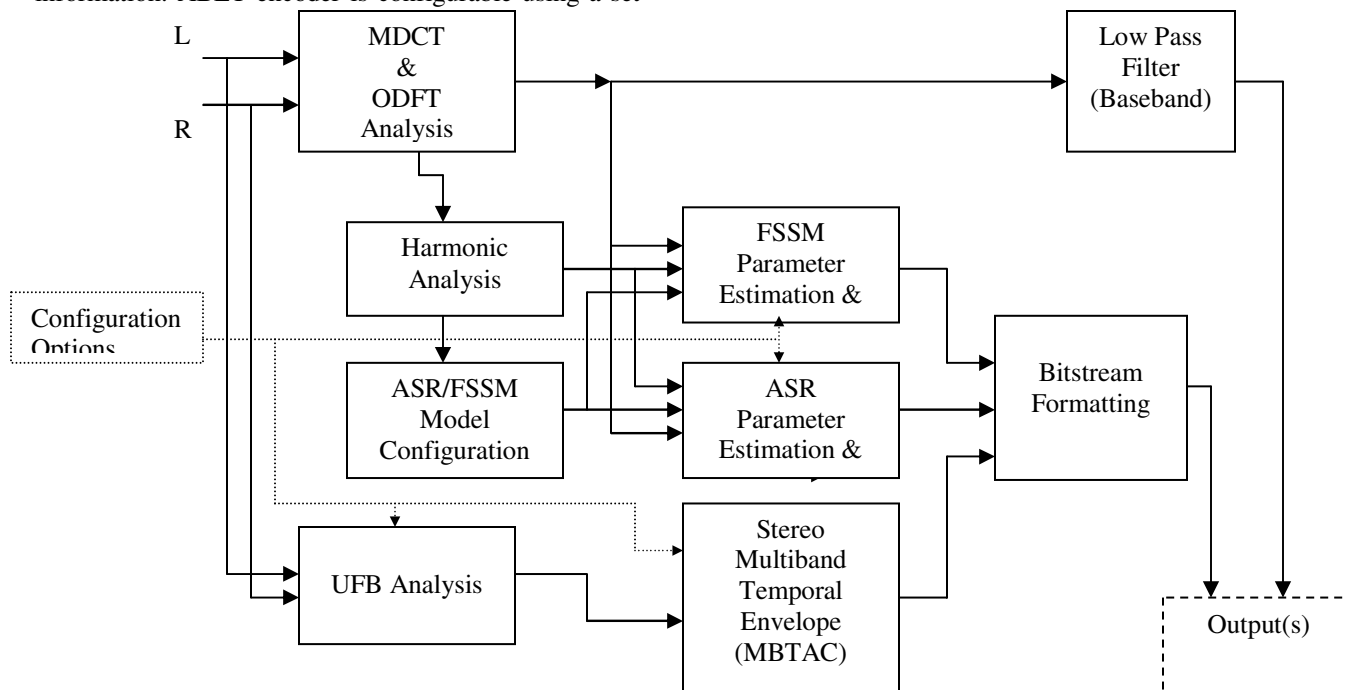 L
R
MDCT
&
ODFT
Analysis
Low Pass
Filter
(Baseband)
Harmonic
Analysis
FSSM
Parameter
Estimation &
Configuration
Options
ASR/FSSM
Model
Configuration
ASR
Parameter
Estimation &
Bitstream
Formatting
UFB Analysis
Stereo
Multiband
Temporal
Envelope
(MBTAC)
Output(s)